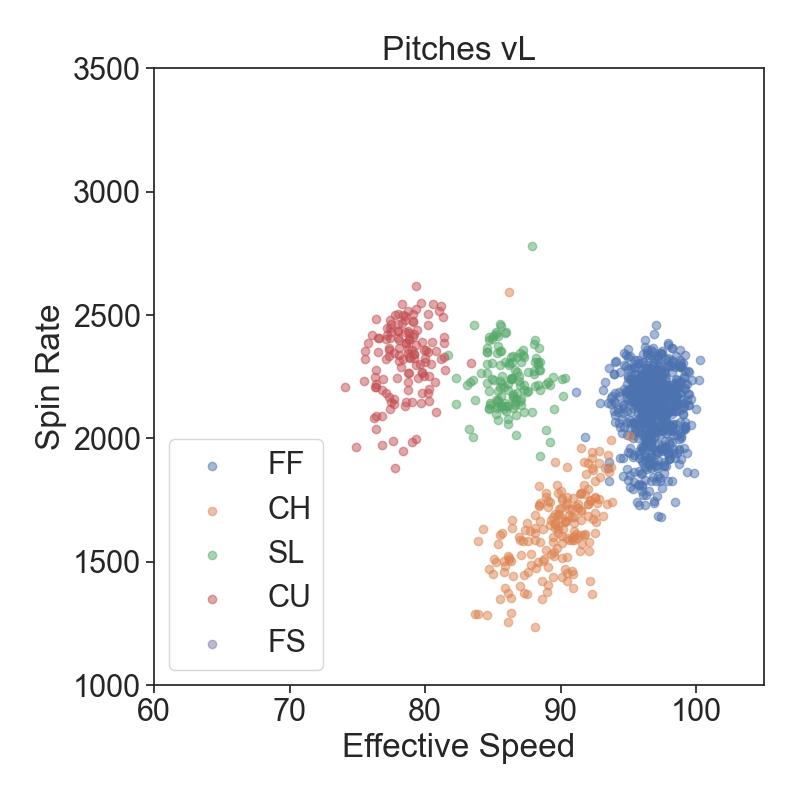 Pitches vL
3500
3000
2500
2000
1500
1000
Spin Rate
FF
CH
SL
CU
FS
60 70 80 90 100
Effective Speed